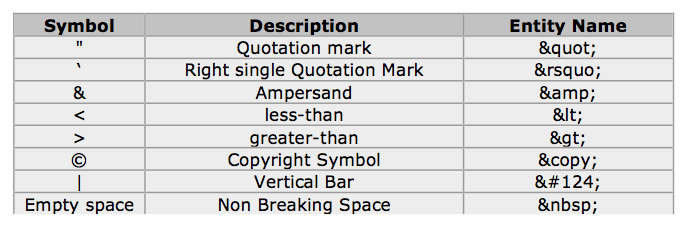 Symbol Description Entity Name
" Quotation mark &quot;
‛ Right single Quotation Mark &rsquo;
& Ampersand &amp;
< less-than &lt;
> greater-than &gt;
© Copyright Symbol &copy;
| Vertical Bar &#124;
Empty space Non Breaking Space &nbsp;